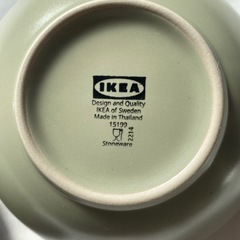 IKEA
Design and Quality
IKEA of Sweden
Made in Thailand
15199
2214
Stoneware